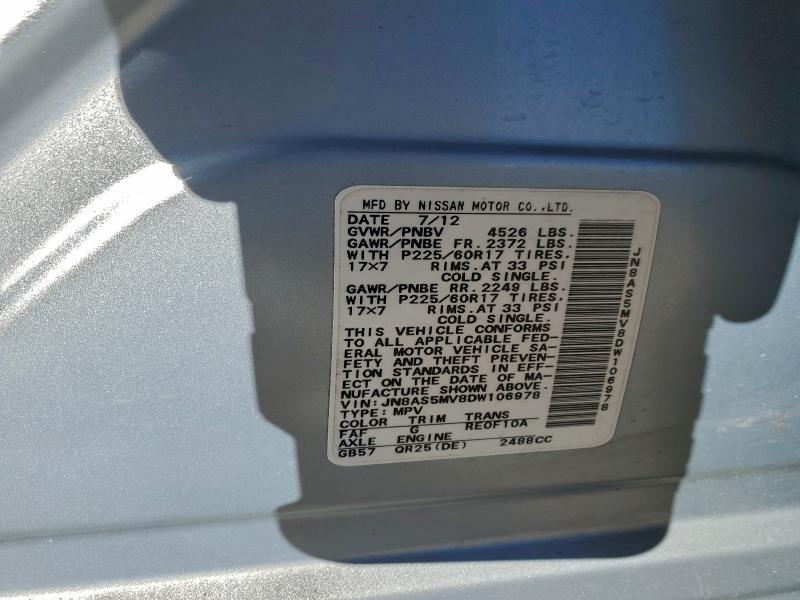 MFD BY NISSAN MOTOR CO.,LTD.
DATE 7/12
GVWR/PNBV 4526 LBS.
GAWR/PNBE FR. 2372 LBS.
WITH P225/60R17 TIRES.
17×7 RIMS.AT 33 PSI
COLD SINGLE.
GAWR/PNBE RR. 2249 LBS.
WITH P225/60R17 TIRES.
17×7 RIMS.AT 33 PSI
COLD SINGLE.
THIS VEHICLE CONFORMS
TO ALL APPLICABLE FED-
ERAL MOTOR VEHICLE SA-
FETY AND THEFT PREVEN-
TION STANDARDS IN EFF-
ECT ON THE DATE OF MA-
NUFACTURE SHOWN ABOVE.
VIN: JN8AS5MV8DW106978
TYPE: MPV
COLOR TRIM TRANS
FAF G RE0F10A
AXLE ENGINE
GB57 QR25(DE) 2488CC
JN8AS5MV8DW106978